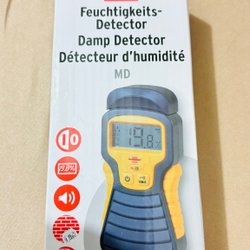 Feuchtigkeits-
Detector
Damp Detector
Détecteur d'humidité
MD
19.8%